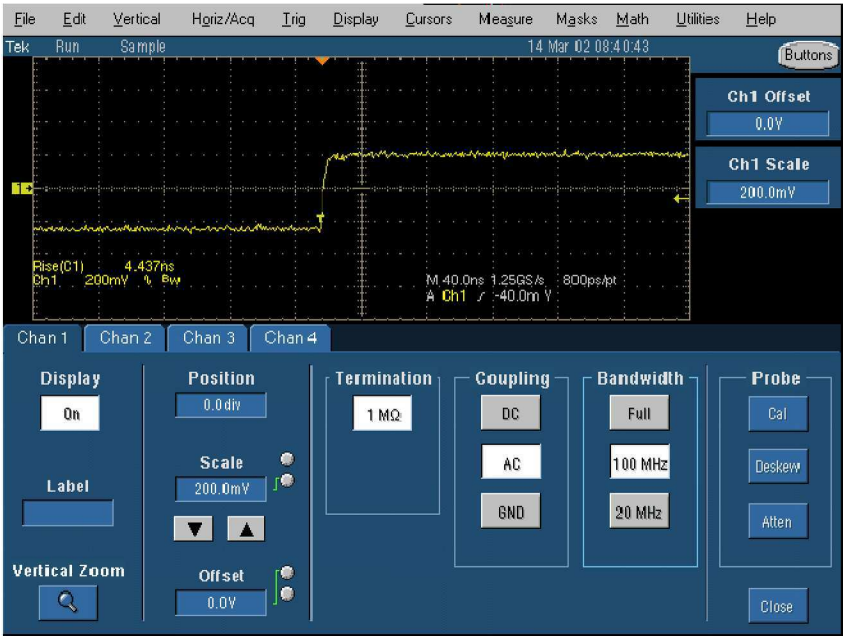 File Edit Vertical Horiz/Acq Trig Display Cursors Measure Masks Math Utilities Help
Tek Run Sample 14 Mar 02 08:40:43 Buttons
Ch1 Offset
0.0V
Ch1 Scale
200.0mV
1
T
Rise(C1) 4.437ns
Ch1 200mV ∿ Bw
M 40.0ns 1.25GS/s 800ps/pt
A Ch1 ∕ -40.0m V
Chan 1 Chan 2 Chan 3 Chan 4
Display
On
Label
Vertical Zoom
Position
0.0div
Scale
200.0mV
Offset
0.0V
Termination
1 MΩ
Coupling
DC
AC
GND
Bandwidth
Full
100 MHz
20 MHz
Probe
Cal
Deskew
Atten
Close